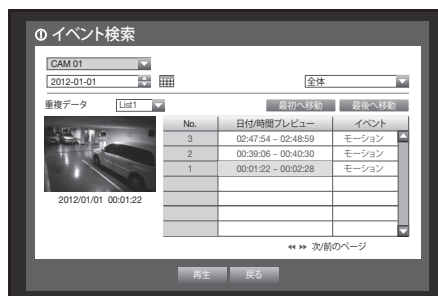 イベント検索
CAM 01
2012-01-01
全体
重複データ List1 最初へ移動 最後へ移動
No. 日付/時間プレビュー イベント
3 02:47:54 ~ 02:48:59 モーション
2 00:39:06 ~ 00:40:30 モーション
1 00:01:22 ~ 00:02:28 モーション
2012/01/01 00:01:22
次/前のページ
再生 戻る